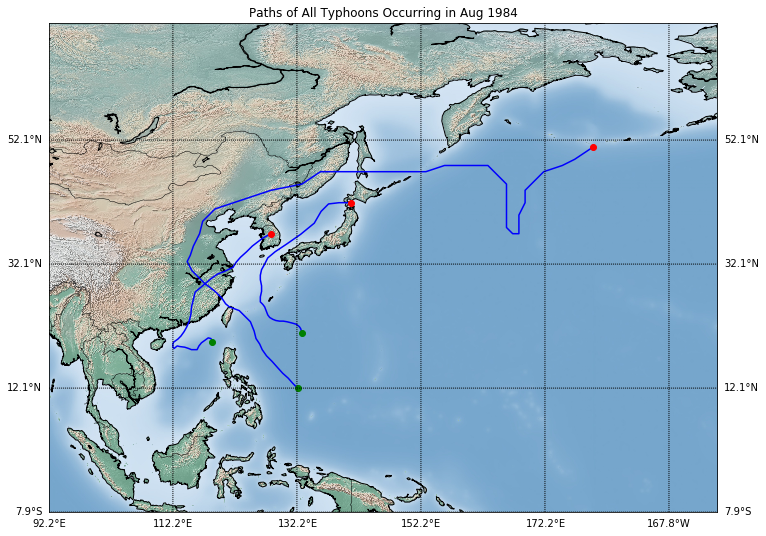 Paths of All Typhoons Occurring in Aug 1984
52.1°N 52.1°N
32.1°N 32.1°N
12.1°N 12.1°N
7.9°S 7.9°S
92.2°E 112.2°E 132.2°E 152.2°E 172.2°E 167.8°W